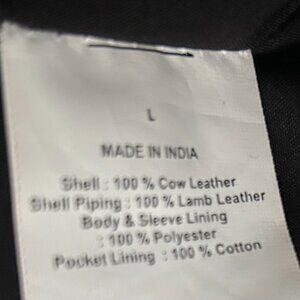 L
MADE IN INDIA
Shell : 100 % Cow Leather
Shell Piping : 100 % Lamb Leather
Body & Sleeve Lining
: 100 % Polyester
Pocket Lining : 100 % Cotton